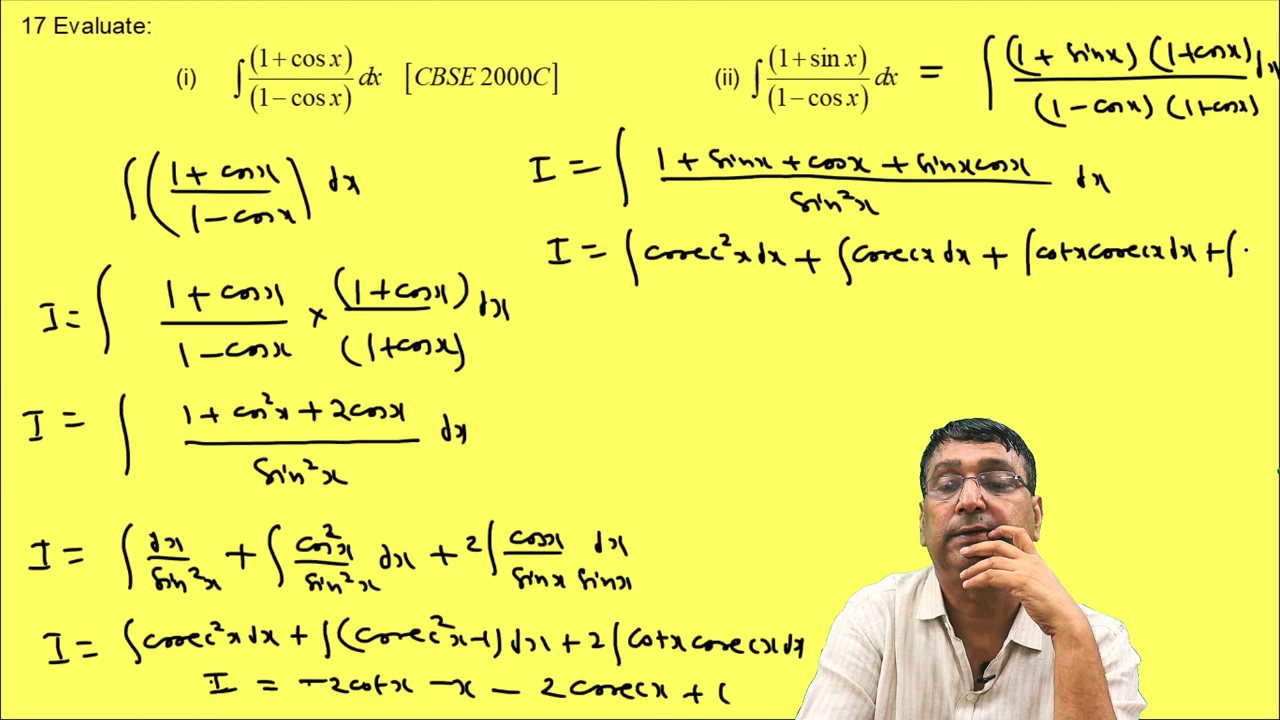 17 Evaluate:
(i) ∫ (1+cos x)/(1−cos x) dx [CBSE 2000C]
(ii) ∫ (1+sin x)/(1−cos x) dx = ∫ (1 + sinx) (1+cosx)/(1 − cosx) (1+cosx) dx
∫ (1 + cosx / 1 − cosx) dx
I = ∫ 1 + cosx / 1 − cosx × (1+cosx)/(1+cosx) dx
I = ∫ 1 + cos²x + 2cosx / sin²x dx
I = ∫ dx/sin²x + ∫ cos²x/sin²x dx + 2∫ cosx/sinx sinx dx
I = ∫cosec²x dx + ∫(cosec²x−1) dx + 2∫cotx cosecx dx
I = −2cotx − x − 2cosecx + C
I = ∫ 1 + sinx + cosx + sinx cosx / sin²x dx
I = ∫cosec²x dx + ∫cosecx dx + ∫cotx cosecx dx + ∫